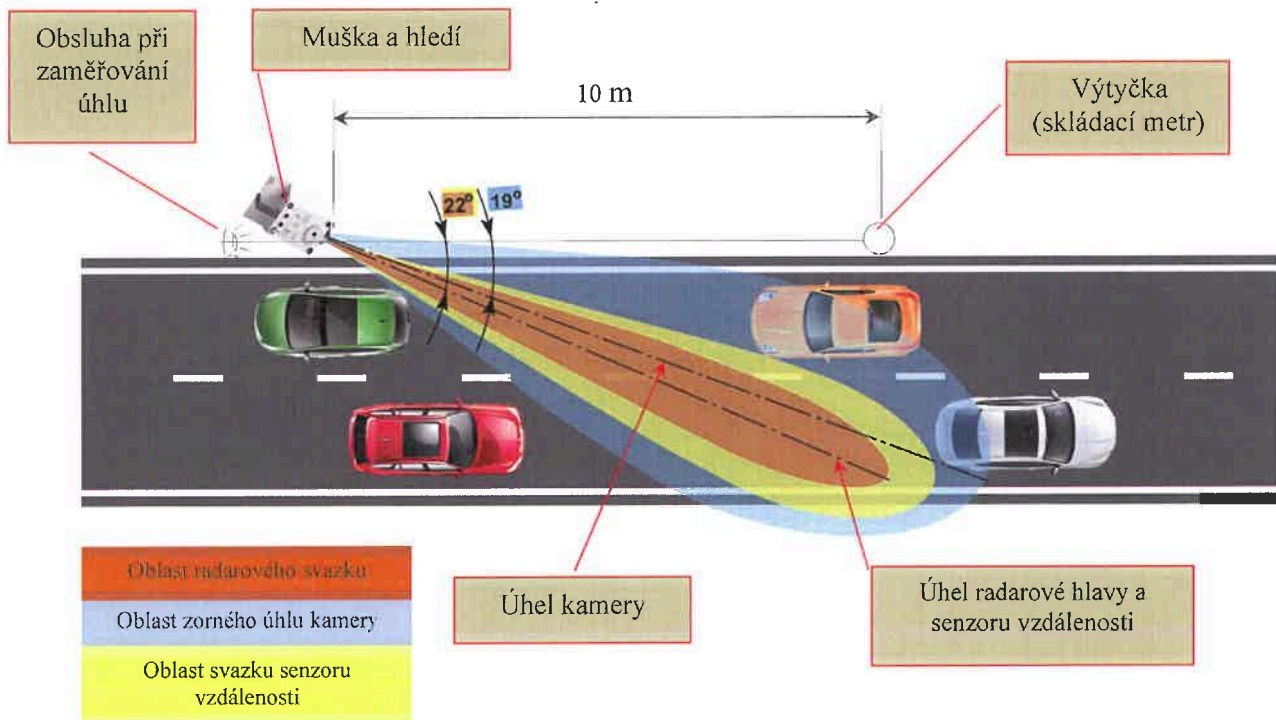 Obsluha při
zaměřování
úhlu
Muška a hledí
10 m
Výtyčka
(skládací metr)
22°
19°
Oblast radarového svazku
Oblast zorného úhlu kamery
Oblast svazku senzoru
vzdálenosti
Úhel kamery
Úhel radarové hlavy a
senzoru vzdálenosti